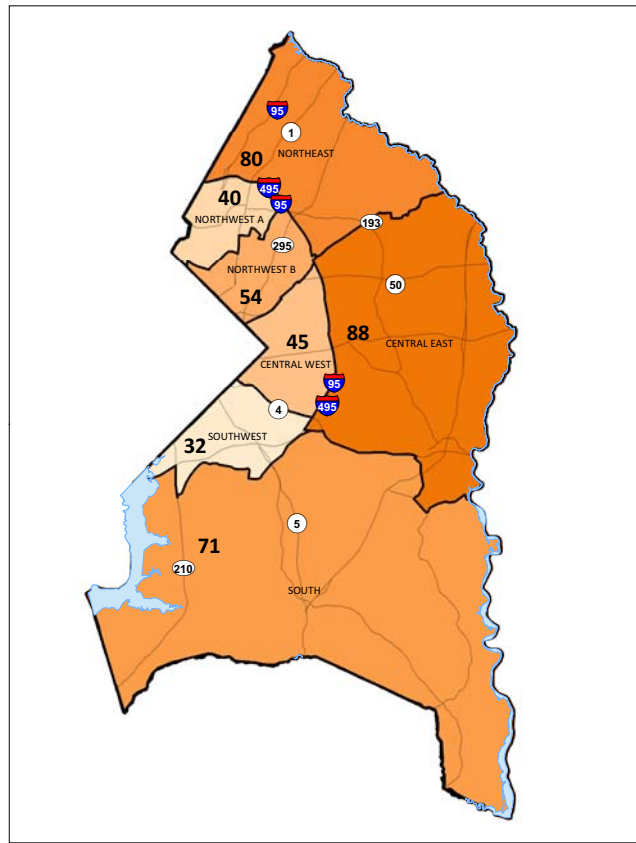 95
1
NORTHEAST
80
495
40
95
NORTHWEST A
193
295
NORTHWEST B
50
54
45
88
CENTRAL EAST
CENTRAL WEST
95
495
4
SOUTHWEST
32
5
71
210
SOUTH